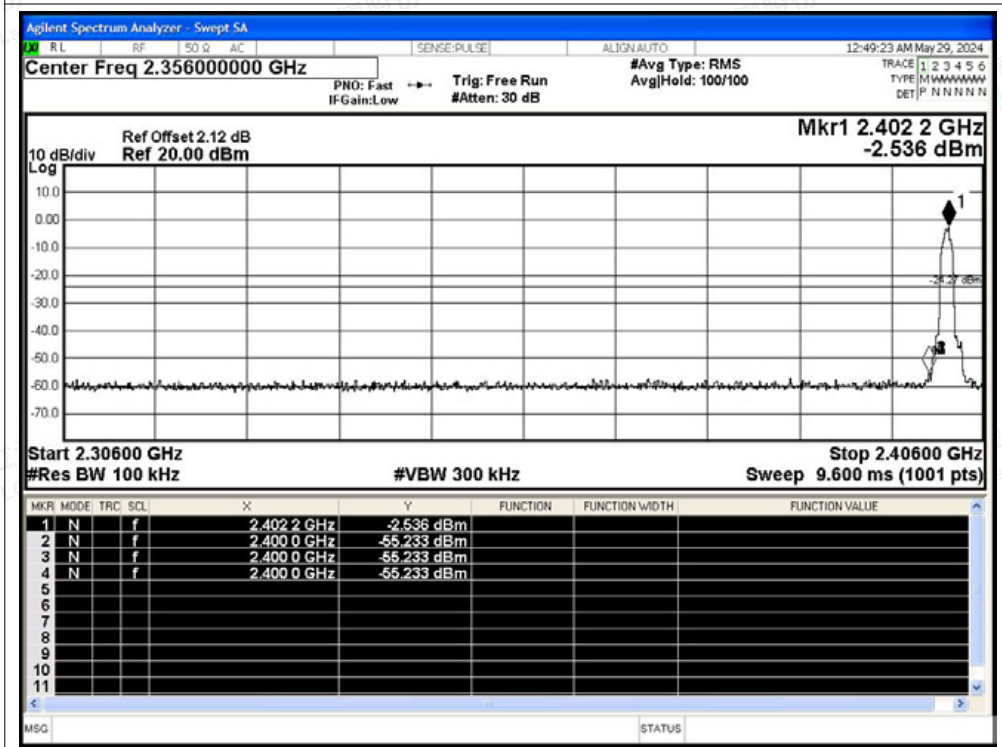 Agilent Spectrum Analyzer - Swept SA
RL RF 50 Ω AC SENSE:PULSE ALIGN AUTO 12:49:23 AM May 29, 2024
Center Freq 2.356000000 GHz
PNO: Fast
IFGain:Low
Trig: Free Run
#Atten: 30 dB
#Avg Type: RMS
Avg|Hold: 100/100
TRACE 1 2 3 4 5 6
TYPE M
DET P N N N N N
Mkr1 2.402 2 GHz
-2.536 dBm
Ref Offset 2.12 dB
10 dB/div Ref 20.00 dBm
Log
10.0
0.00
-10.0
-20.0
-30.0
-40.0
-50.0
-60.0
-70.0
1
-24.27 dBm
Start 2.30600 GHz Stop 2.40600 GHz
#Res BW 100 kHz #VBW 300 kHz Sweep 9.600 ms (1001 pts)
MKR MODE TRC SCL X Y FUNCTION FUNCTION WIDTH FUNCTION VALUE
1 N f 2.402 2 GHz -2.536 dBm
2 N f 2.400 0 GHz -55.233 dBm
3 N f 2.400 0 GHz -55.233 dBm
4 N f 2.400 0 GHz -55.233 dBm
5
6
7
8
9
10
11
MSG STATUS